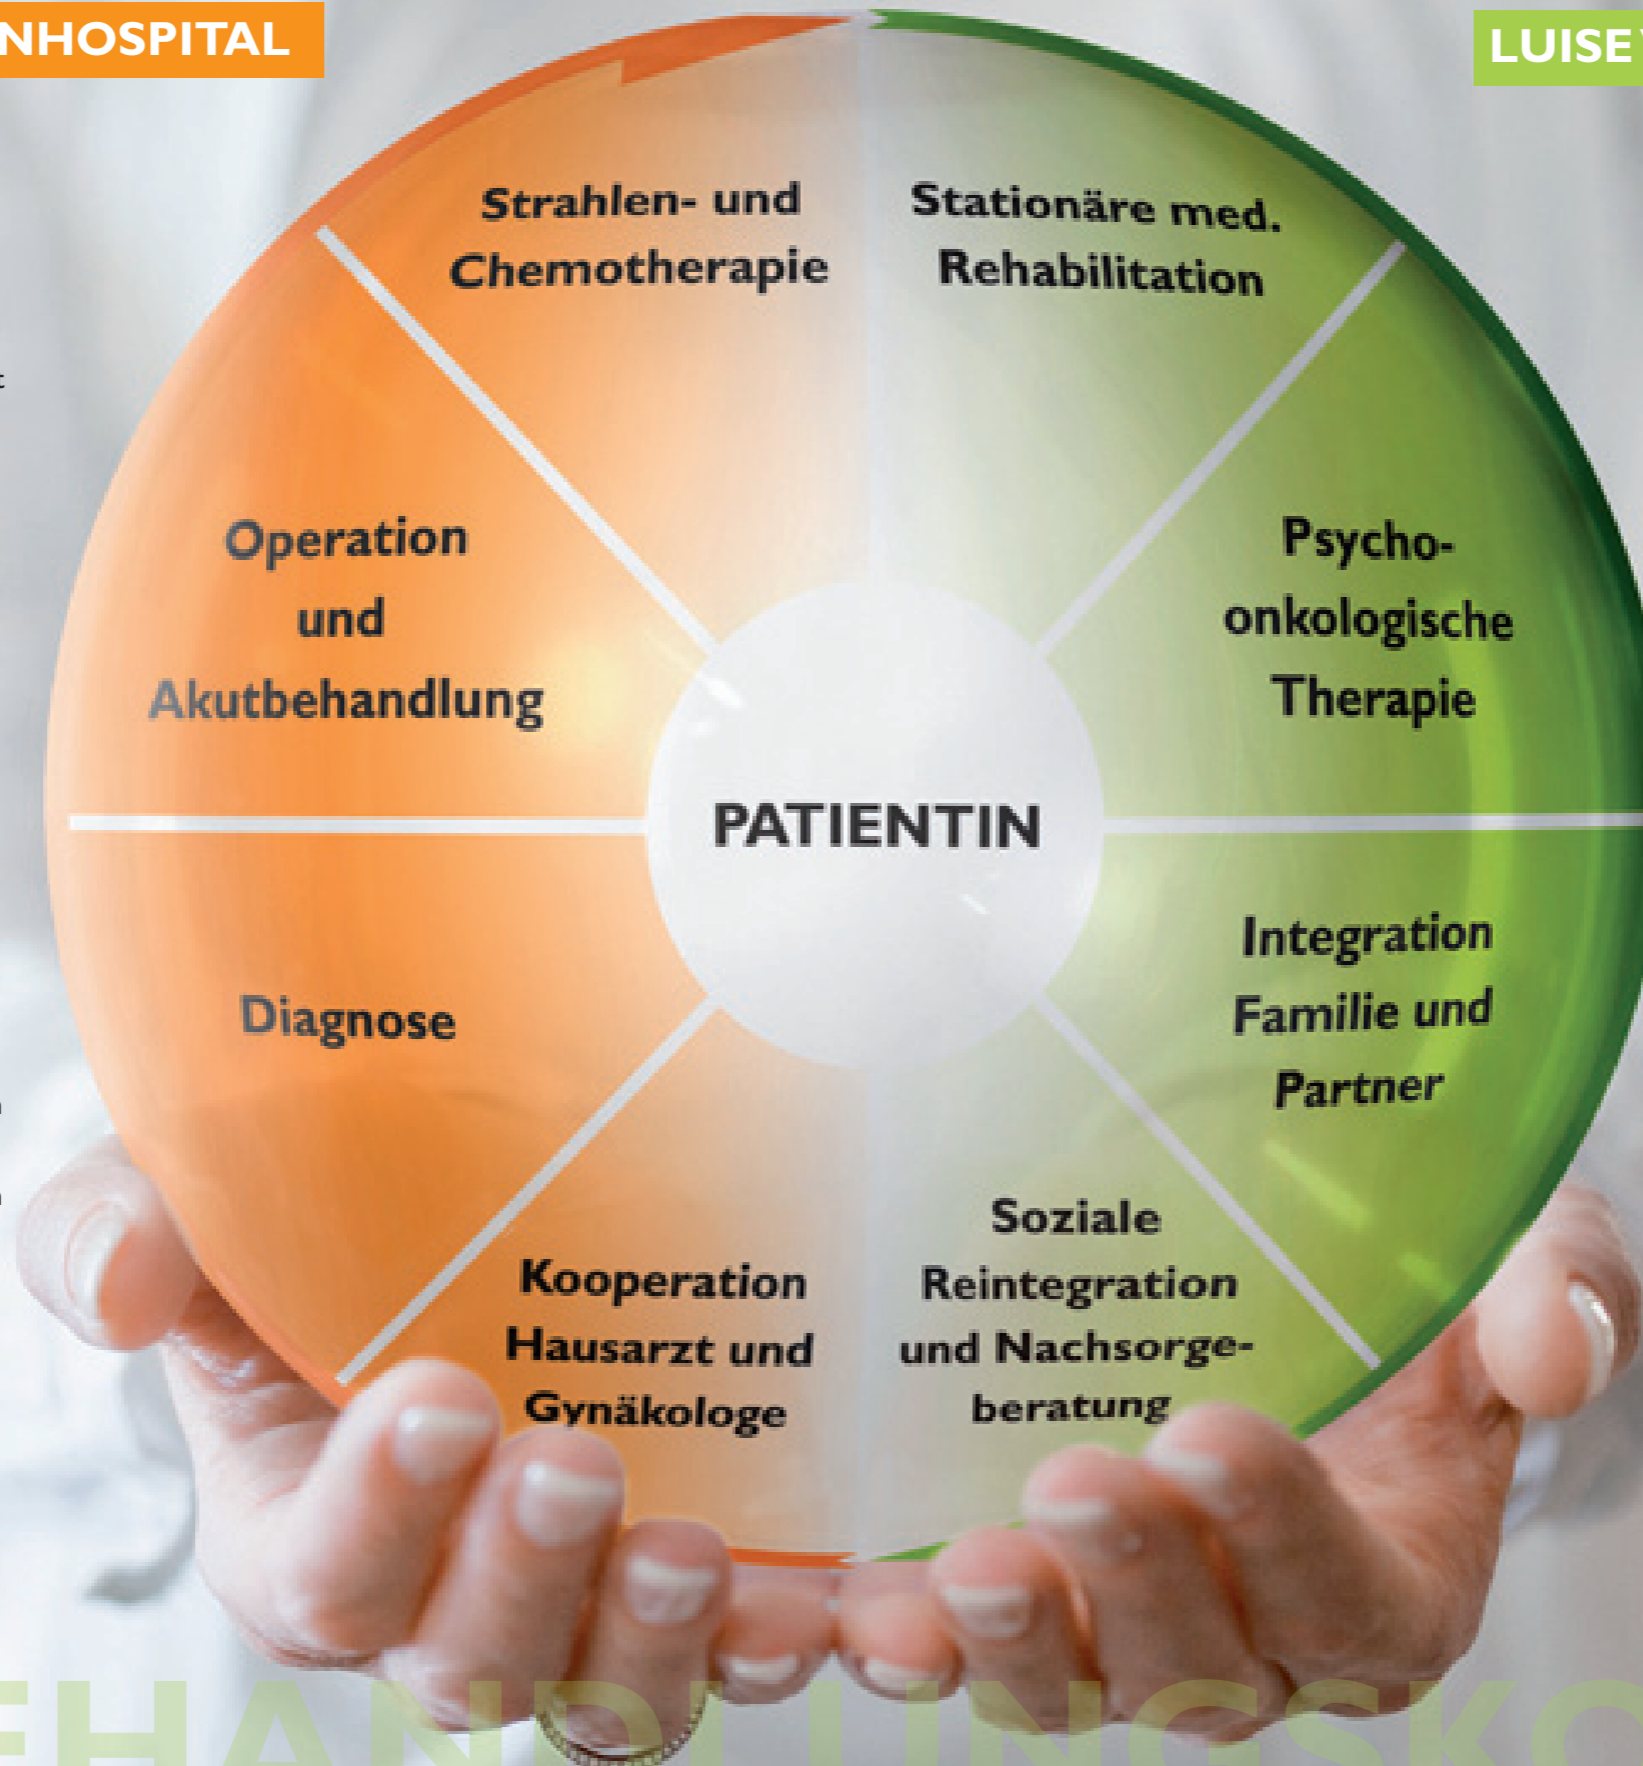 NHOSPITAL
LUISE
Strahlen- und
Chemotherapie
Stationäre med.
Rehabilitation
Operation
und
Akutbehandlung
Psycho-
onkologische
Therapie
PATIENTIN
Diagnose
Integration
Familie und
Partner
Kooperation
Hausarzt und
Gynäkologe
Soziale
Reintegration
und Nachsorge-
beratung
EHANDLUNGSKO